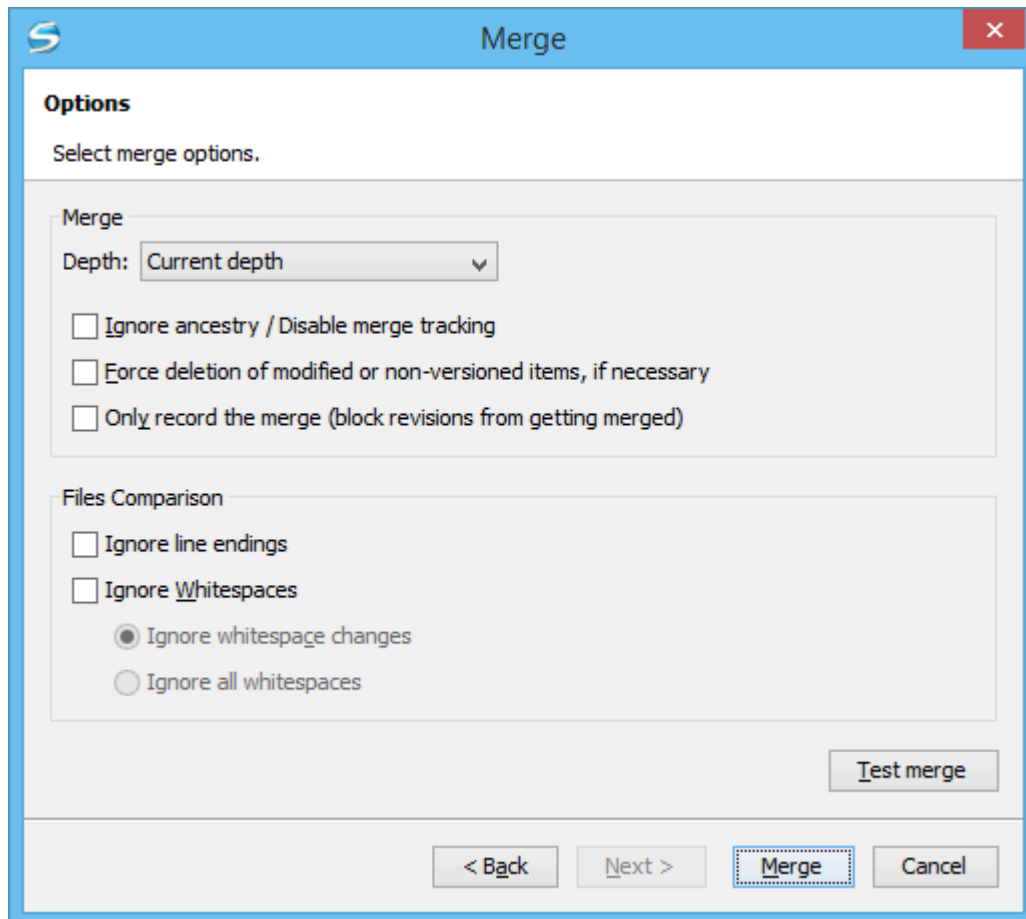 Merge
Options
Select merge options.
Merge
Depth: Current depth
Ignore ancestry / Disable merge tracking
Force deletion of modified or non-versioned items, if necessary
Only record the merge (block revisions from getting merged)
Files Comparison
Ignore line endings
Ignore Whitespaces
Ignore whitespace changes
Ignore all whitespaces
Test merge
< Back Next > Merge Cancel